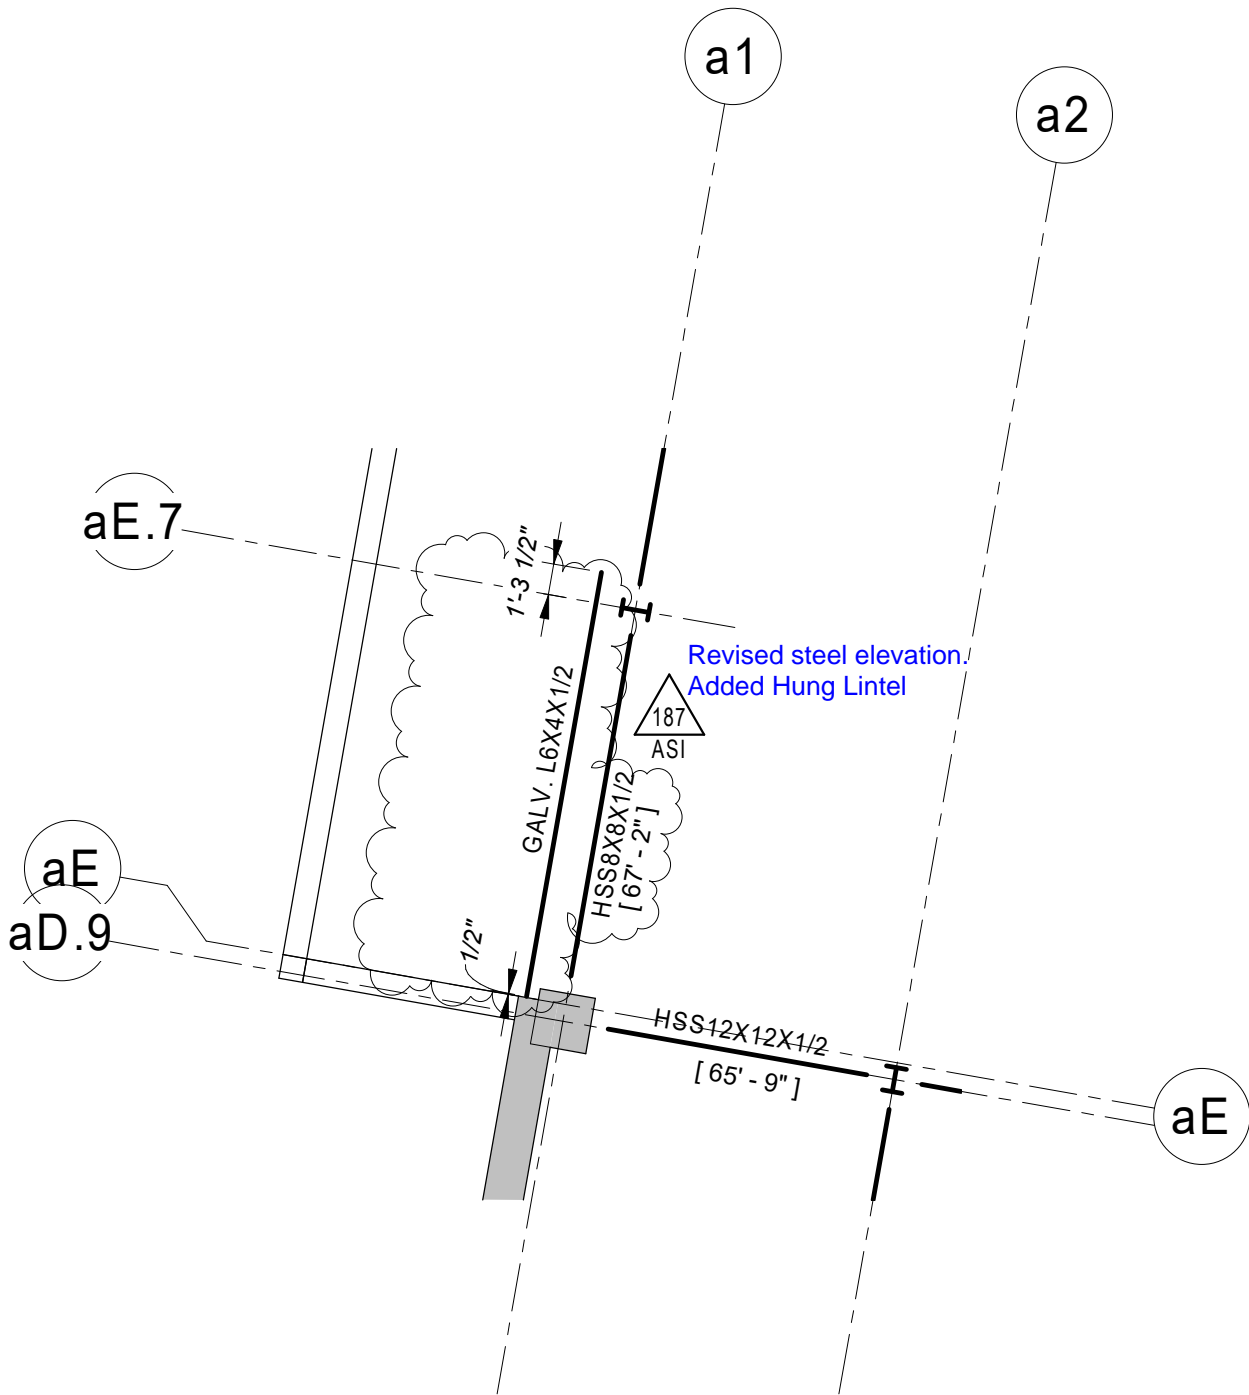 a1
a2
aE.7
1'-3 1/2"
Revised steel elevation.
Added Hung Lintel
187
ASI
GALV. L6X4X1/2
HSS8X8X1/2
[ 67' - 2" ]
aE
aD.9
1/2"
HSS12X12X1/2
[ 65' - 9" ]
aE